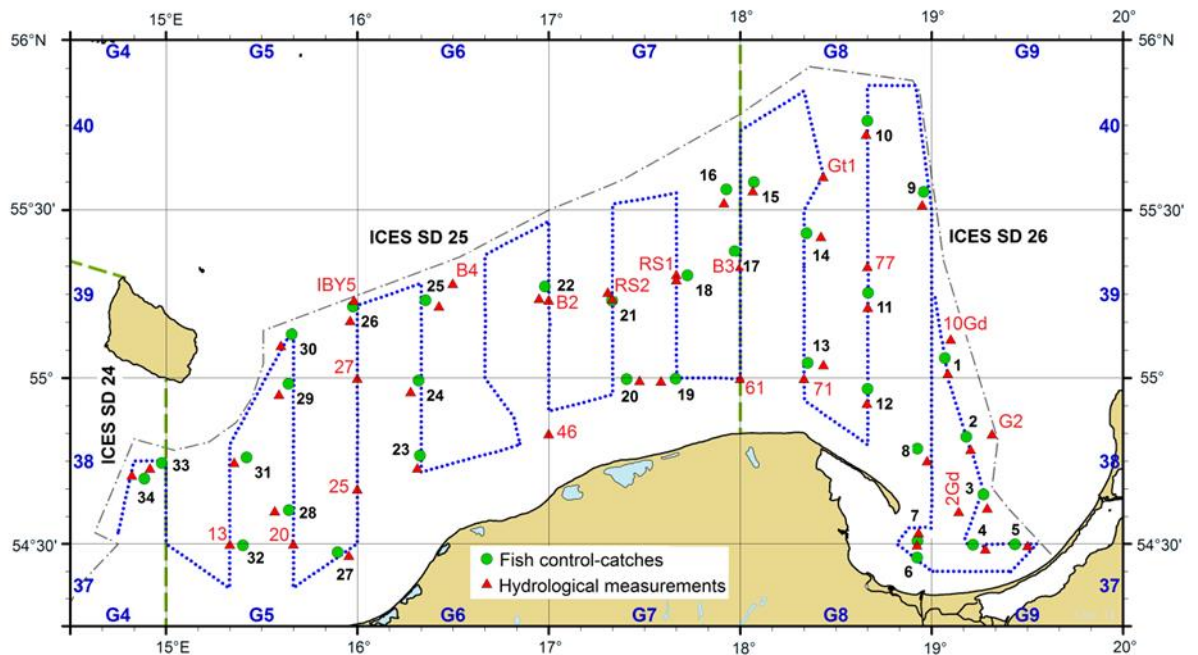 15°E 16° 17° 18° 19° 20°
56°N G4 G5 G6 G7 G8 G9 56°N
40 10 40
16 15 Gt1 9
55°30' 55°30'
ICES SD 25 14 ICES SD 26
B3 17
IBY5 25 B4 22 RS1 18 77
39 B2 RS2 21 11 39
26
30 10Gd
13 1
55° 27 55°
29 24 20 19 61 71
ICES SD 24 12
46 8 2 G2
38 33 31 23 38
34 25 3
28 2Gd
13 20 7 4 5
54°30' 32 54°30'
27 6
Fish control-catches
Hydrological measurements
37 37
G4 G5 G6 G7 G8 G9
15°E 16° 17° 18° 19° 20°